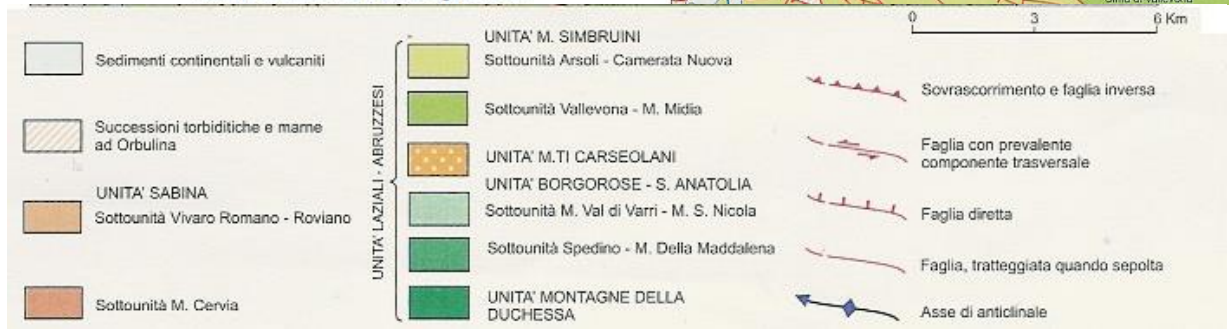 Cima di Vallevona
0 3 6 Km
Sedimenti continentali e vulcaniti
Successioni torbiditiche e marne
ad Orbulina
UNITA' SABINA
Sottounità Vivaro Romano - Roviano
Sottounità M. Cervia
UNITA' LAZIALI - ABRUZZESI
UNITA' M. SIMBRUINI
Sottounità Arsoli - Camerata Nuova
Sottounità Vallevona - M. Midia
UNITA' M.TI CARSEOLANI
UNITA' BORGOROSE - S. ANATOLIA
Sottounità M. Val di Varri - M. S. Nicola
Sottounità Spedino - M. Della Maddalena
UNITA' MONTAGNE DELLA
DUCHESSA
Sovrascorrimento e faglia inversa
Faglia con prevalente
componente trasversale
Faglia diretta
Faglia, tratteggiata quando sepolta
Asse di anticlinale